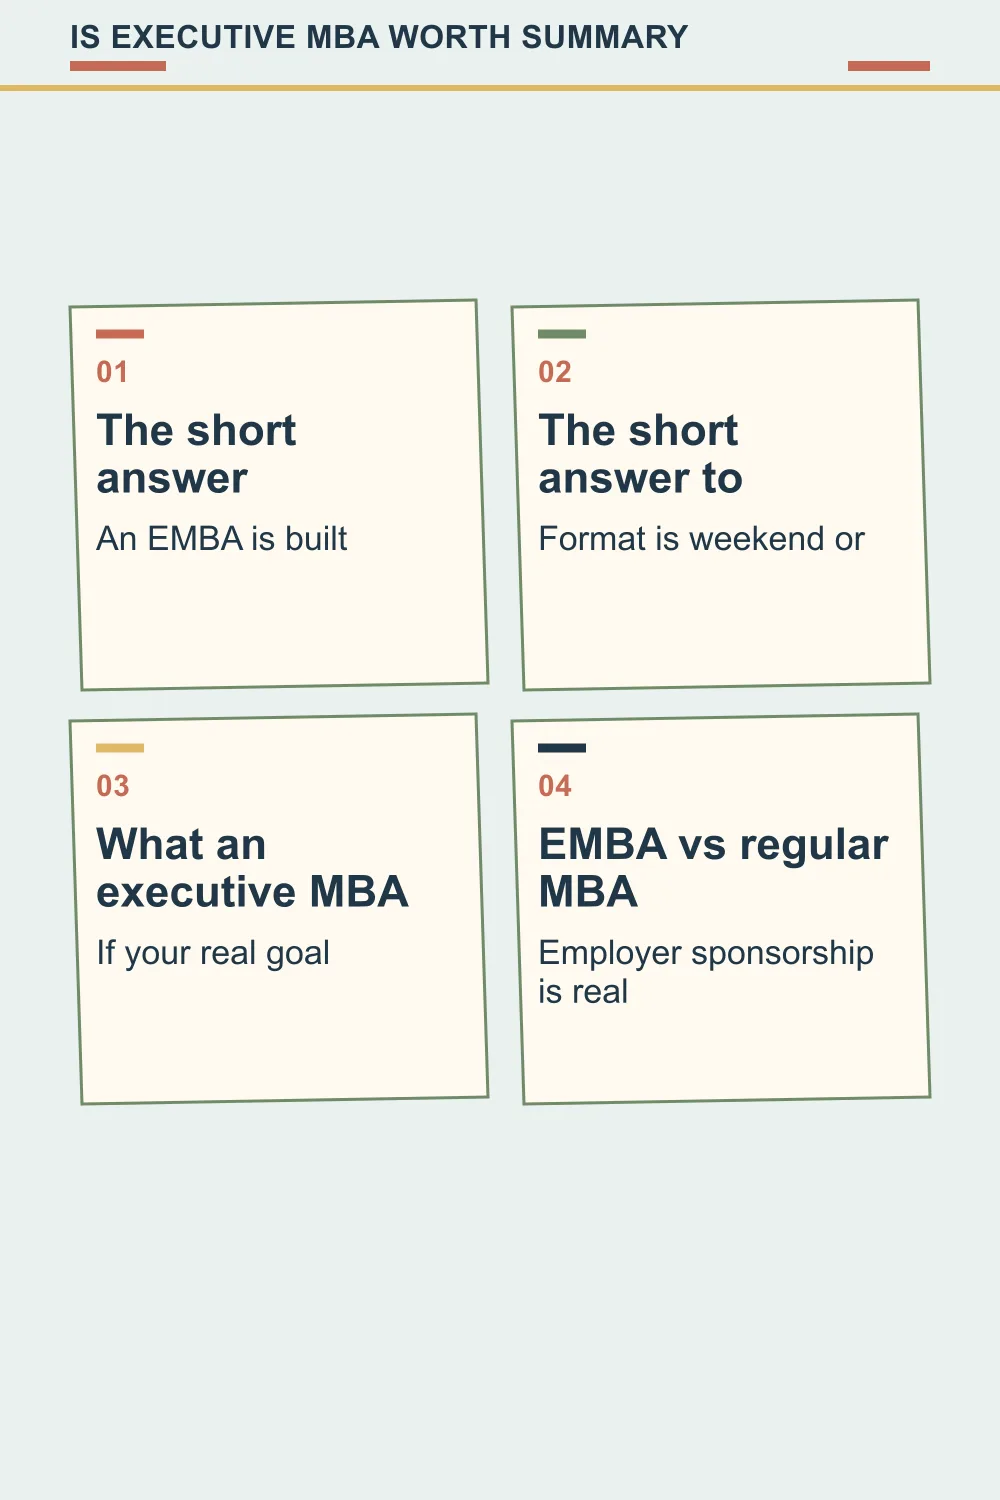 IS EXECUTIVE MBA WORTH SUMMARY
01
The short
answer
An EMBA is built
02
The short
answer to
Format is weekend or
03
What an
executive MBA
If your real goal
04
EMBA vs regular
MBA
Employer sponsorship
is real